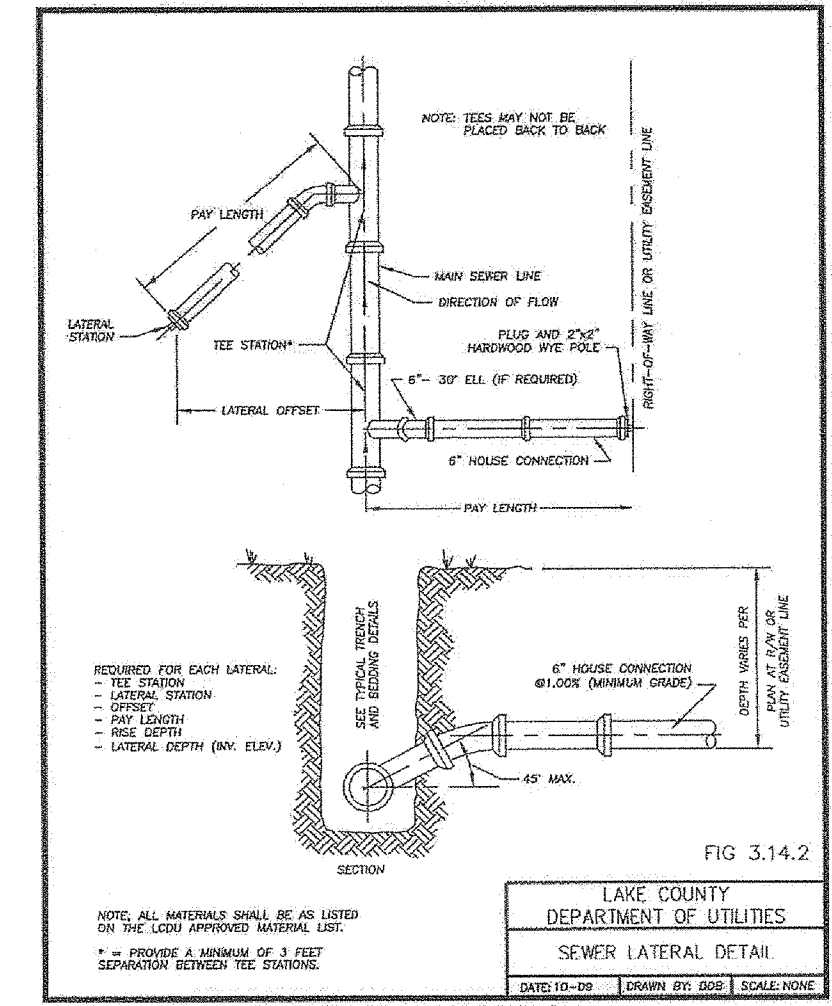 NOTE: TEES MAY NOT BE
PLACED BACK TO BACK
RIGHT-OF-WAY LINE OR UTILITY EASEMENT LINE
PAY LENGTH
MAIN SEWER LINE
DIRECTION OF FLOW
LATERAL
STATION
TEE STATION*
PLUG AND 2"x2"
HARDWOOD WYE POLE
6"- 30° ELL (IF REQUIRED)
LATERAL OFFSET
6" HOUSE CONNECTION
PAY LENGTH
SEE TYPICAL TRENCH
AND BEDDING DETAILS
DEPTH VARIES PER
PLAN AT R/W OR
UTILITY EASEMENT LINE
REQUIRED FOR EACH LATERAL:
- TEE STATION
- LATERAL STATION
- OFFSET
- PAY LENGTH
- RISE DEPTH
- LATERAL DEPTH (INV. ELEV.)
6" HOUSE CONNECTION
@1.00% (MINIMUM GRADE)
45° MAX.
SECTION
FIG 3.14.2
NOTE, ALL MATERIALS SHALL BE AS LISTED
ON THE LCDU APPROVED MATERIAL LIST.
* = PROVIDE A MINIMUM OF 3 FEET
SEPARATION BETWEEN TEE STATIONS.
LAKE COUNTY
DEPARTMENT OF UTILITIES
SEWER LATERAL DETAIL
DATE: 10-09 DRAWN BY: SCALE: NONE